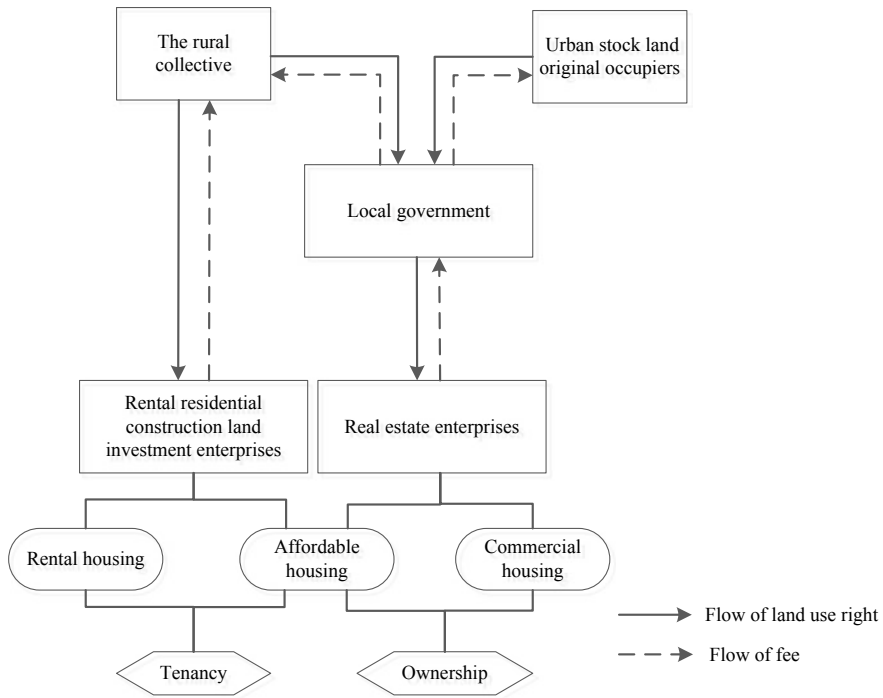 The rural
collective
Urban stock land
original occupiers
Local government
Rental residential
construction land
investment enterprises
Real estate enterprises
Rental housing
Affordable
housing
Commercial
housing
Flow of land use right
Flow of fee
Tenancy
Ownership